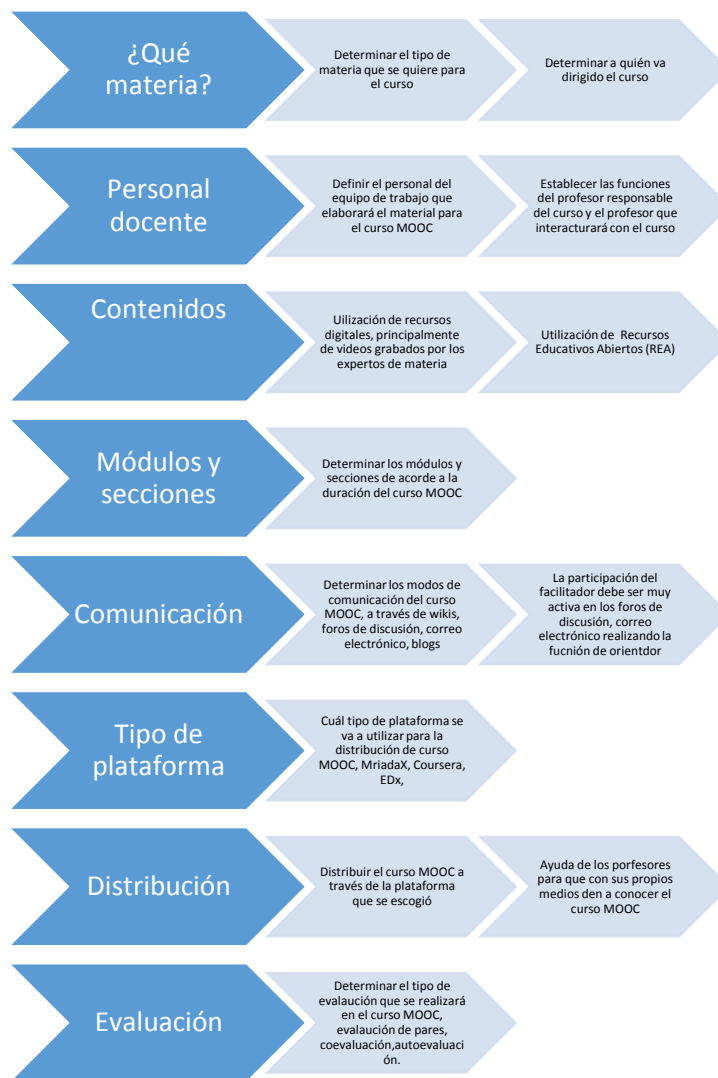 ¿Qué
materia?
Determinar el tipo de
materia que se quiere para
el curso
Determinar a quién va
dirigido el curso
Personal
docente
Definir el personal del
equipo de trabajo que
elaborará el material para
el curso MOOC
Establecer las funciones
del profesor responsable
del curso y el profesor que
interacturará con el curso
Contenidos
Uilización de recursos
digitales, principalmente
de videos grabados por los
expertos de materia
Utilización de Recursos
Educativos Abiertos (REA)
Módulos y
secciones
Determinar los módulos y
secciones de acorde a la
duración del curso MOOC
Comunicación
Determinar los modos de
comunicación del curso
MOOC, a través de wikis,
foros de discusión, correo
electrónico, blogs
La participación del
facilitador debe ser muy
activa en los foros de
discusión, correo
electrónico realizando la
fucnión de orientdor
Tipo de
plataforma
Cuál tipo de plataforma se
va a utilizar para la
distribución de curso
MOOC, MriadaX, Coursera,
EDx,
Distribución
Distribuir el curso MOOC a
través de la plataforma
que se escogió
Ayuda de los porfesores
para que con sus propios
medios den a conocer el
curso MOOC
Evaluación
Determinar el tipo de
evalaución que se realizará
en el curso MOOC,
evalaución de pares,
coevaluación,autoevaluaci
ón.